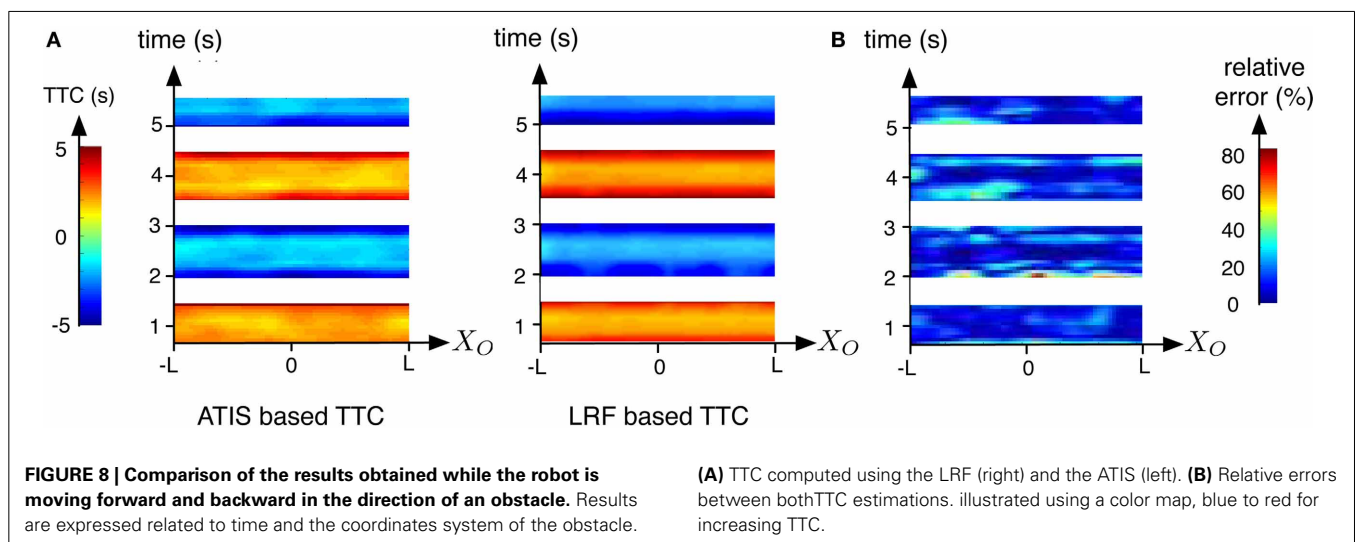 A
time (s)
time (s)
B
time (s)
TTC (s)
relative
error (%)
5
0
-5
5
4
3
2
1
-L
0
L
X_O
ATIS based TTC
5
4
3
2
1
-L
0
L
X_O
LRF based TTC
5
4
3
2
1
-L
0
L
X_O
80
60
40
20
0
FIGURE 8 | Comparison of the results obtained while the robot is
moving forward and backward in the direction of an obstacle. Results
are expressed related to time and the coordinates system of the obstacle.
(A) TTC computed using the LRF (right) and the ATIS (left). (B) Relative errors
between bothTTC estimations. illustrated using a color map, blue to red for
increasing TTC.